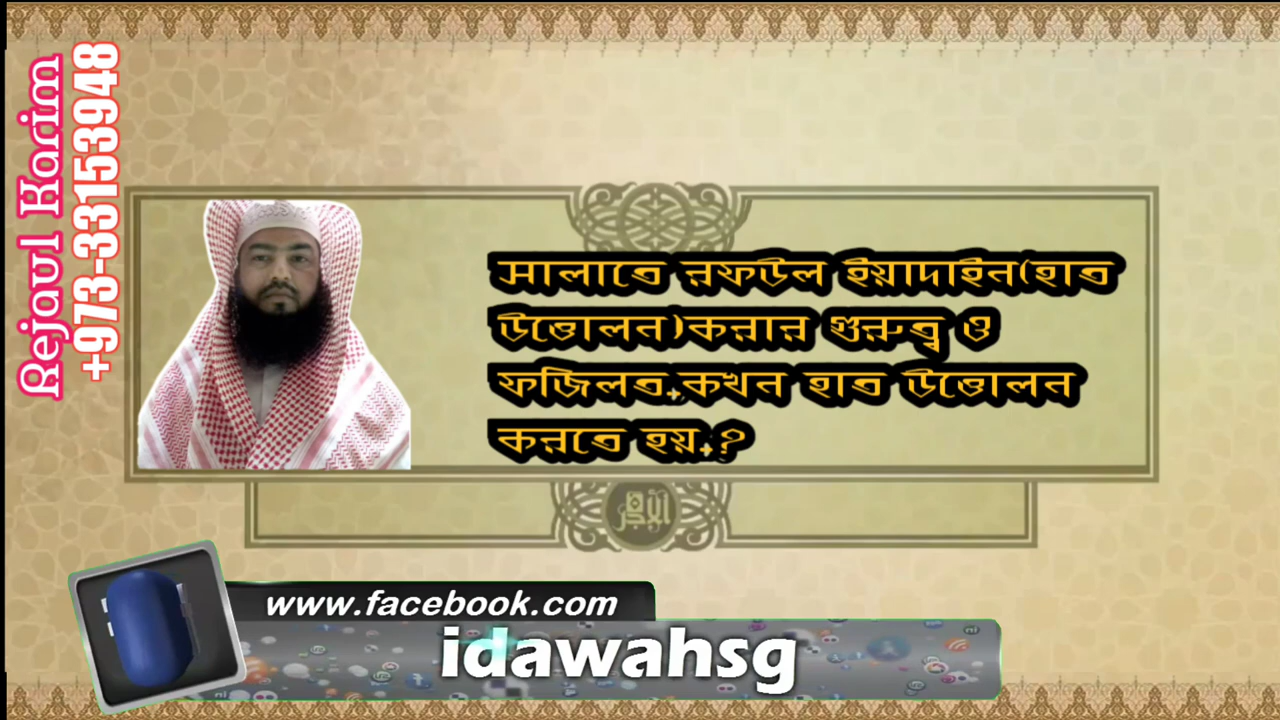 Rejaul Karim
+973-33153948
সালাতে রফউল ইয়াদাইন(হাত
উত্তোলন)করার গুরুত্ব ও
ফজিলত.কখন হাত উত্তোলন
করতে হয়.?
www.facebook.com
idawahsg